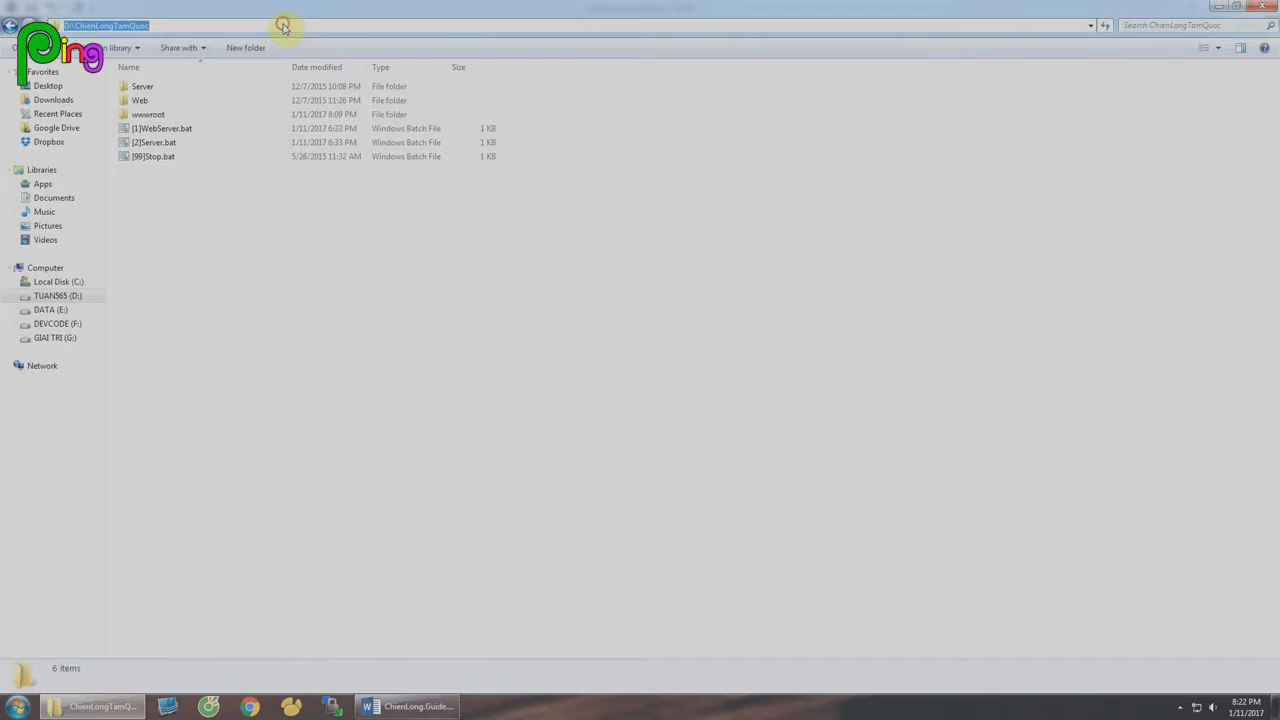 D:\ChienLongTamQuoc
Search ChienLongTamQuoc
Ping
library
Share with
New folder
Name
Date modified
Type
Size
Favorites
Desktop
Downloads
Recent Places
Google Drive
Dropbox
Libraries
Apps
Documents
Music
Pictures
Videos
Computer
Local Disk (C:)
TUAN565 (D:)
DATA (E:)
DEVCODE (F:)
GIAI TRI (G:)
Network
Server 12/7/2015 10:08 PM File folder
Web 12/7/2015 11:26 PM File folder
wwwroot 1/11/2017 8:09 PM File folder
[1]WebServer.bat 1/11/2017 6:33 PM Windows Batch File 1 KB
[2]Server.bat 1/11/2017 6:33 PM Windows Batch File 1 KB
[99]Stop.bat 5/26/2015 11:32 AM Windows Batch File 1 KB
6 items
ChienLongTamQ...
ChienLong.Guide....
8:22 PM
1/11/2017